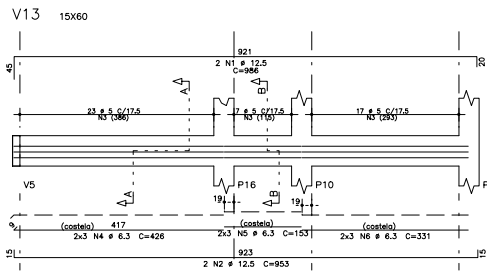 V13 15X60
921
2 N1 ø 12.5
C=986
45
20
23 ø 5 C/17.5
N3 (386)
7 ø 5 C/17.5
N3 (115)
17 ø 5 C/17.5
N3 (293)
A
B
V5
P16
P10
P
A
B
19
19
9
(costela) 417
2x3 N4 ø 6.3 C=426
(costela)
2x3 N5 ø 6.3 C=153
(costela)
2x3 N6 ø 6.3 C=331
15
923
15
2 N2 ø 12.5 C=953